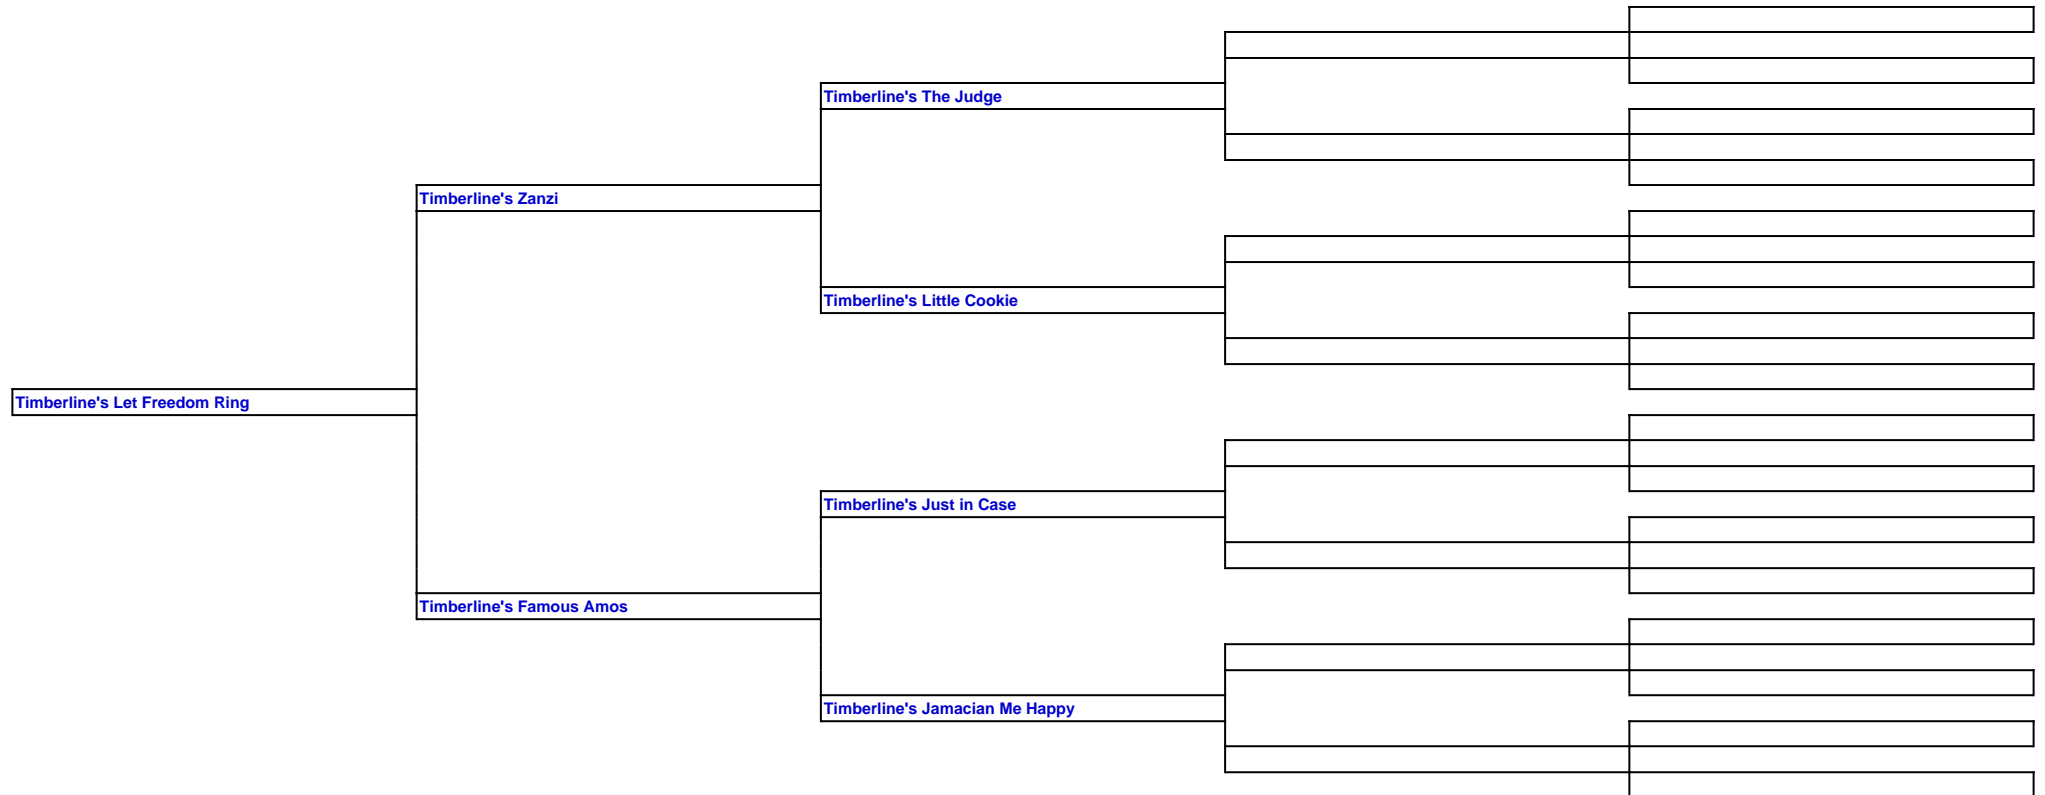 Timberline's The Judge
Timberline's Zanzi
Timberline's Little Cookie
Timberline's Let Freedom Ring
Timberline's Just in Case
Timberline's Famous Amos
Timberline's Jamacian Me Happy